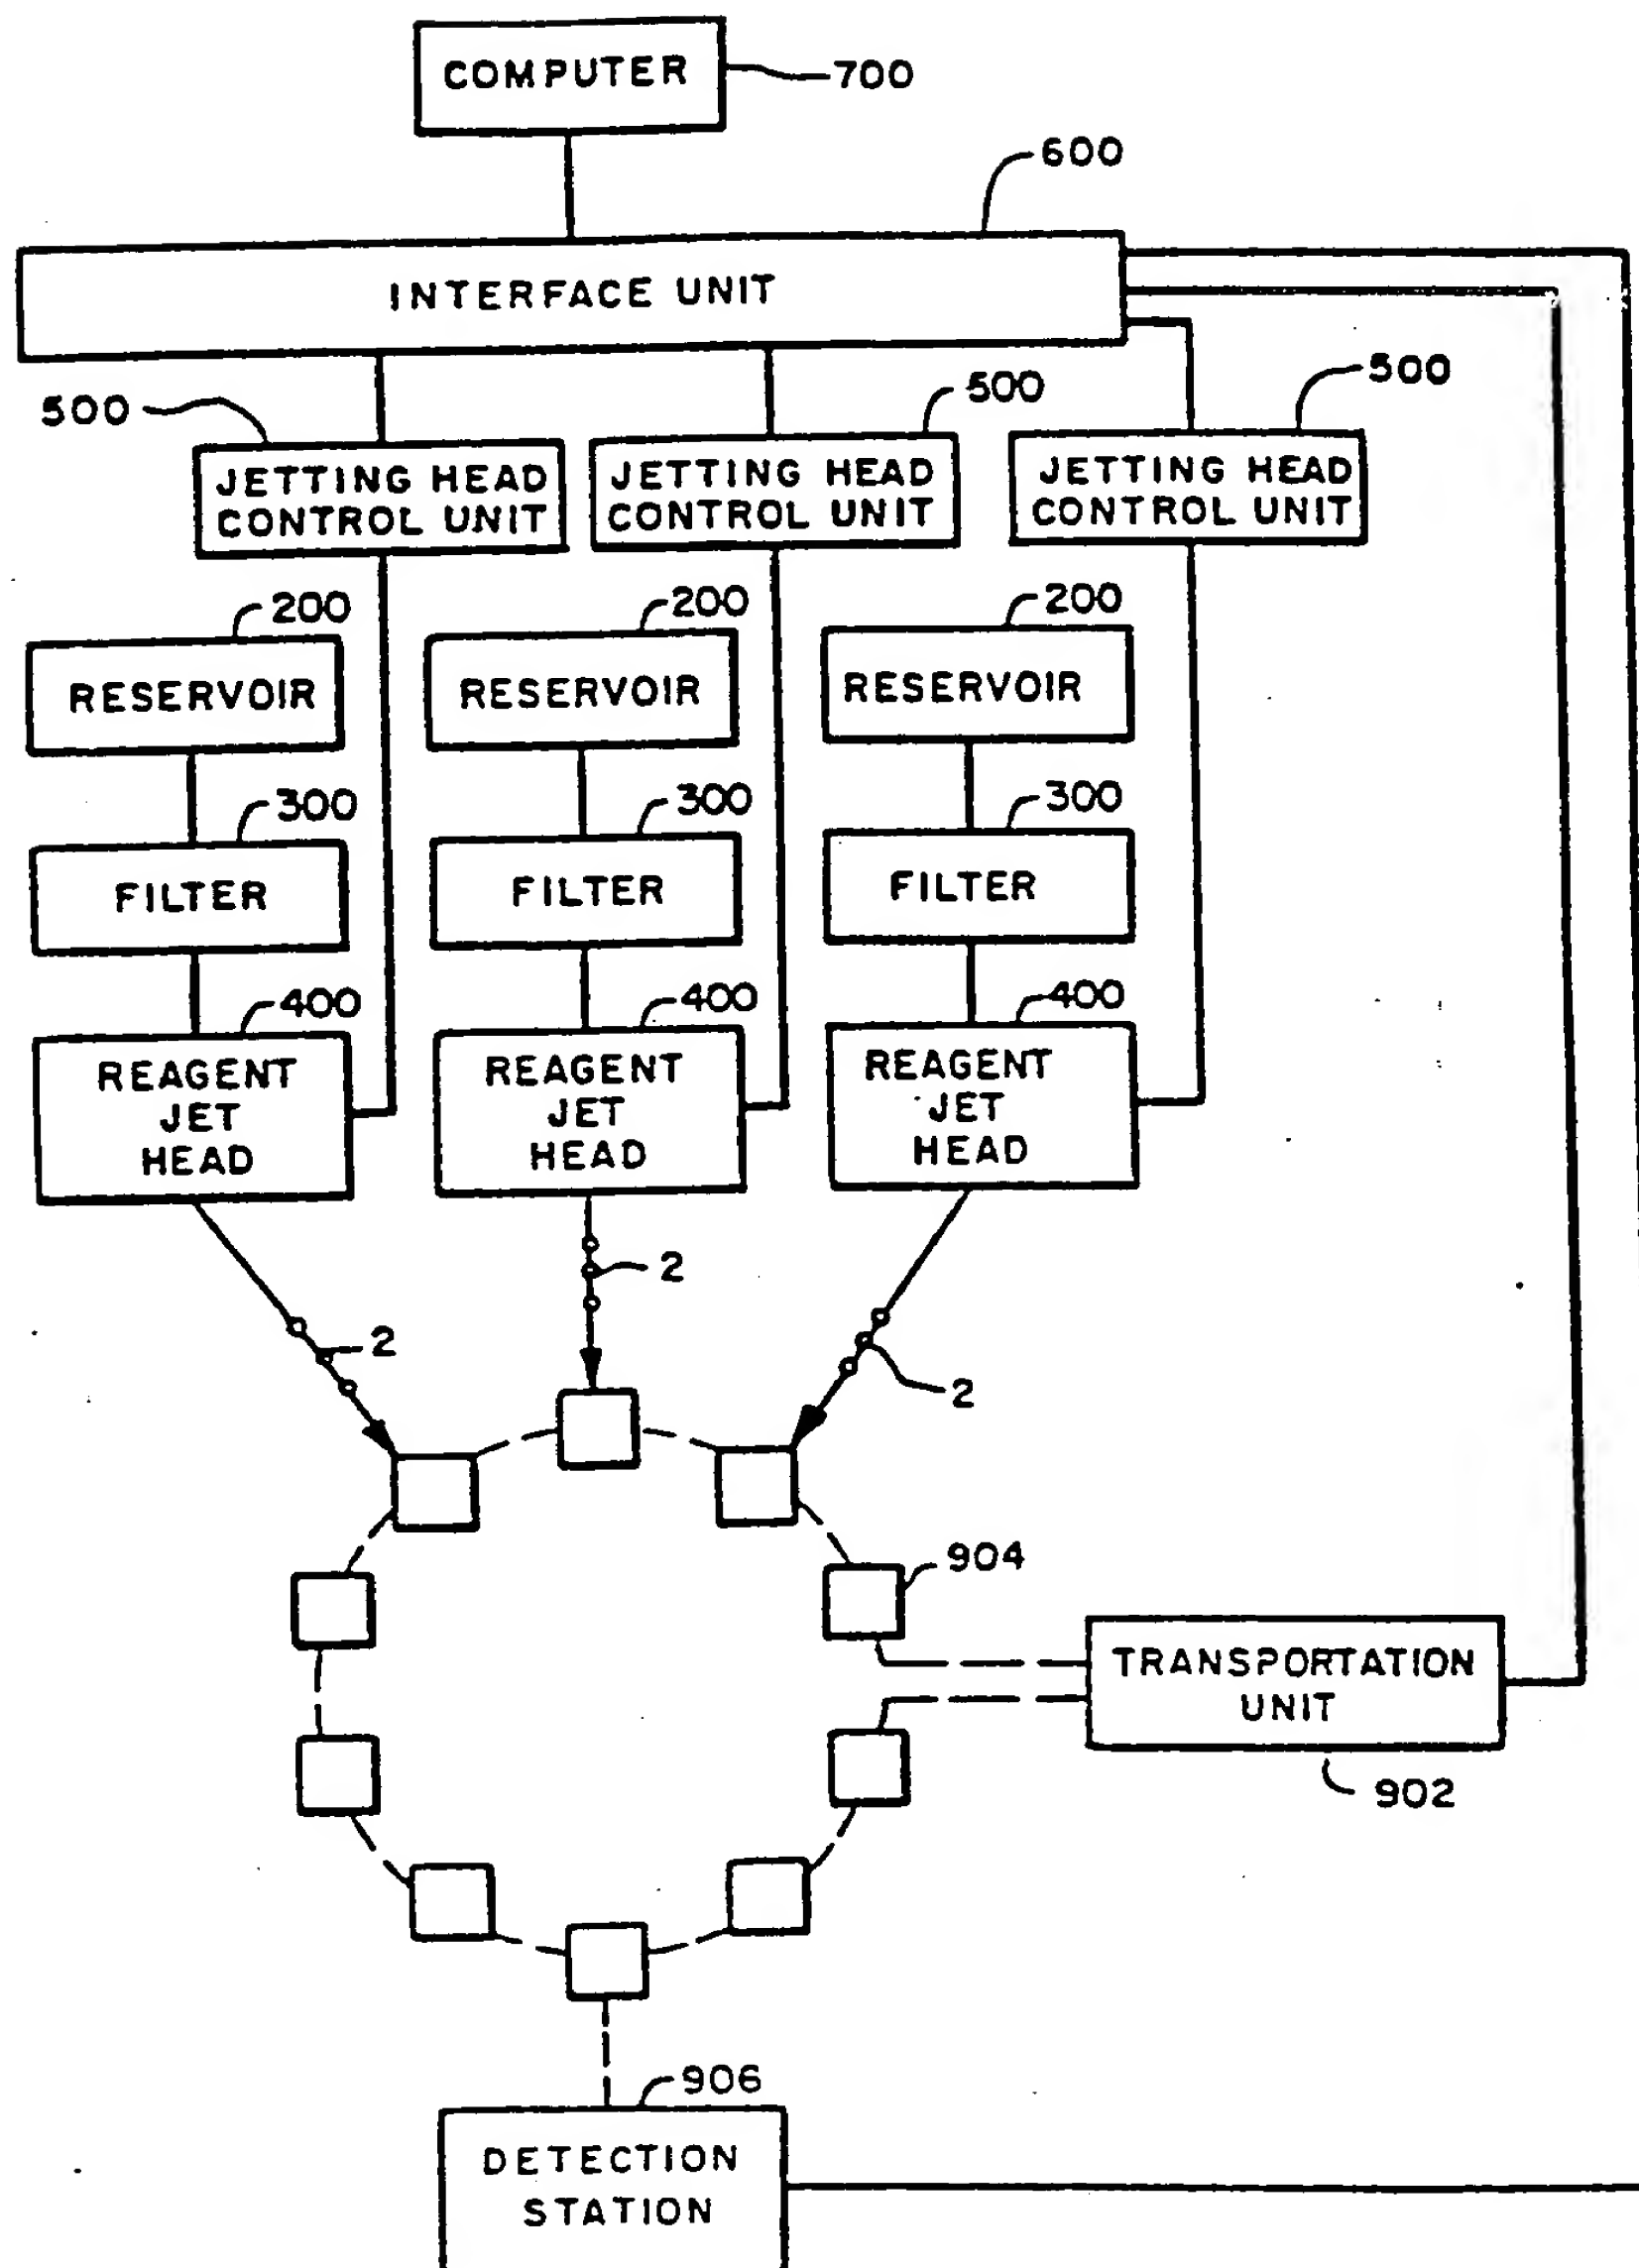 COMPUTER
700
600
INTERFACE UNIT
500
500
500
JETTING HEAD
CONTROL UNIT
JETTING HEAD
CONTROL UNIT
JETTING HEAD
CONTROL UNIT
200
200
200
RESERVOIR
RESERVOIR
RESERVOIR
300
300
300
FILTER
FILTER
FILTER
400
400
400
REAGENT
JET
HEAD
REAGENT
JET
HEAD
REAGENT
JET
HEAD
2
2
2
904
TRANSPORTATION
UNIT
902
906
DETECTION
STATION